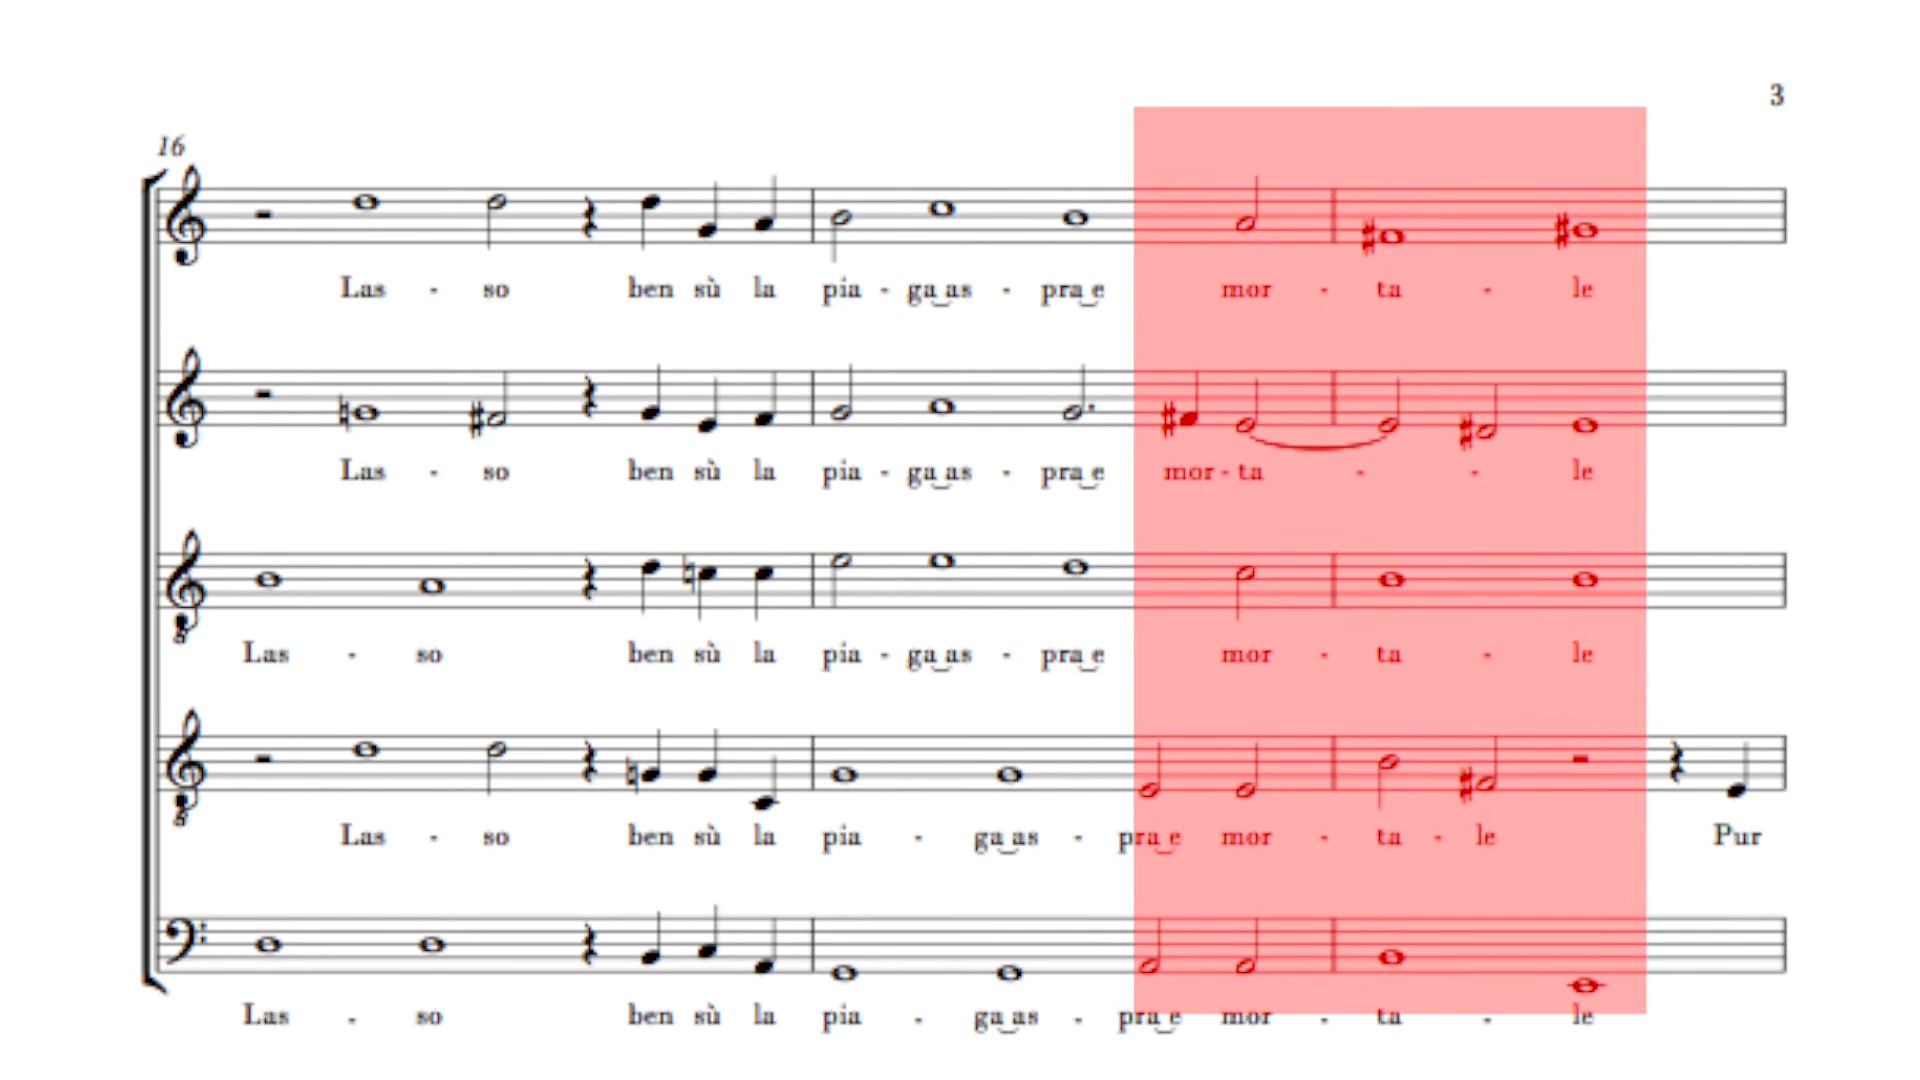 3
16
Las - so ben sù la pia - ga‿as - pra‿e mor - ta - le
Las - so ben sù la pia - ga‿as - pra‿e mor - ta - - le
Las - so ben sù la pia - ga‿as - pra‿e mor - ta - le
Las - so ben sù la pia - ga‿as - pra‿e mor - ta - le Pur
Las - so ben sù la pia - ga‿as - pra‿e mor - ta - le